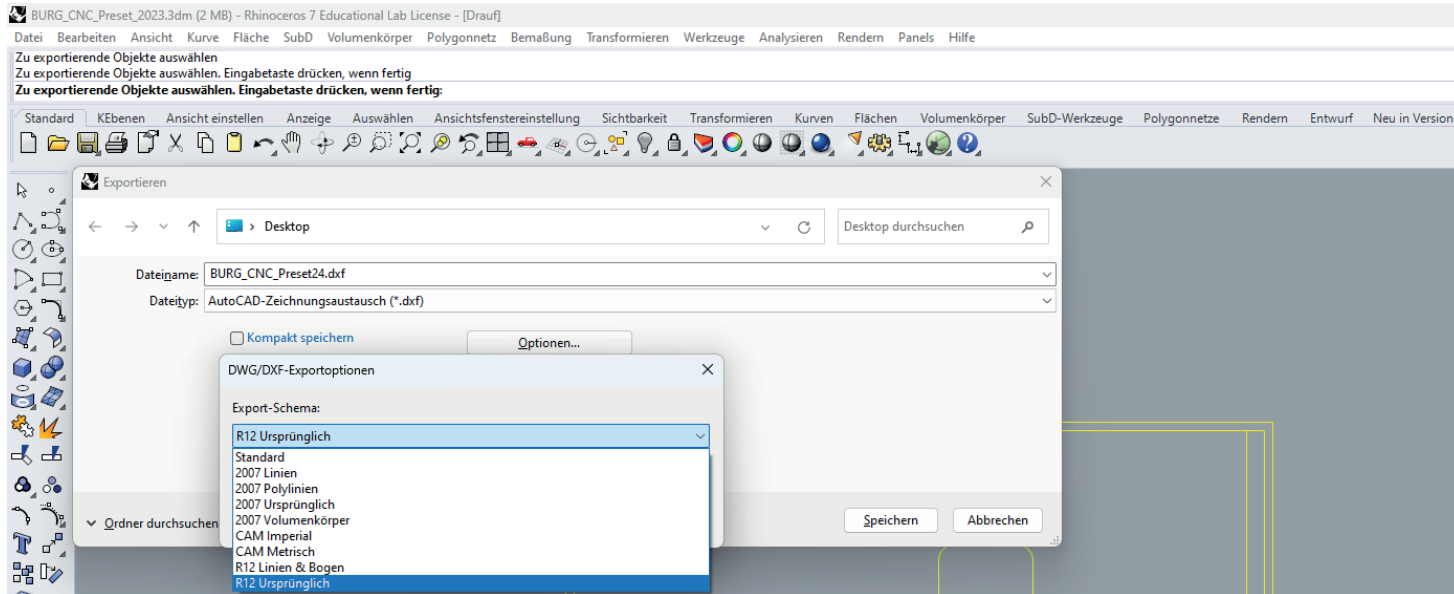 BURG_CNC_Preset_2023.3dm (2 MB) - Rhinoceros 7 Educational Lab License - [Drauf]
Datei Bearbeiten Ansicht Kurve Fläche SubD Volumenkörper Polygonnetz Bemaßung Transformieren Werkzeuge Analysieren Rendern Panels Hilfe
Zu exportierende Objekte auswählen
Zu exportierende Objekte auswählen. Eingabetaste drücken, wenn fertig
Zu exportierende Objekte auswählen. Eingabetaste drücken, wenn fertig:
Standard KEbenen Ansicht einstellen Anzeige Auswählen Ansichtsfenstereinstellung Sichtbarkeit Transformieren Kurven Flächen Volumenkörper SubD-Werkzeuge Polygonnetze Rendern Entwurf Neu in Version
Exportieren
Desktop
Desktop durchsuchen
Dateiname: BURG_CNC_Preset24.dxf
Dateityp: AutoCAD-Zeichnungsaustausch (*.dxf)
Kompakt speichern
Optionen...
DWG/DXF-Exportoptionen
Export-Schema:
R12 Ursprünglich
Standard
2007 Linien
2007 Polylinien
2007 Ursprünglich
2007 Volumenkörper
CAM Imperial
CAM Metrisch
R12 Linien & Bogen
R12 Ursprünglich
Ordner durchsuchen
Speichern
Abbrechen